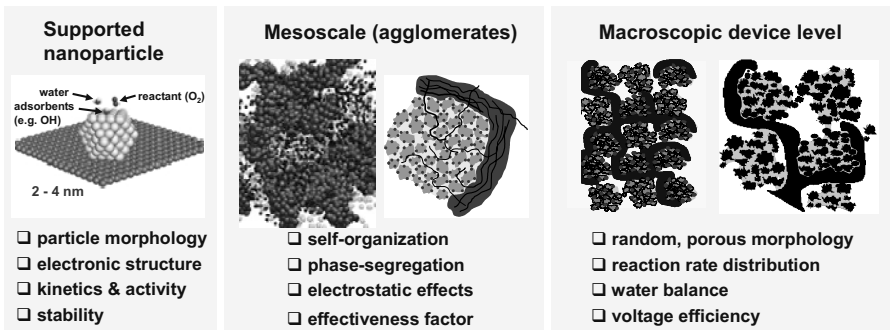 Supported
nanoparticle
water
adsorbents
(e.g. OH)
reactant (O₂)
2 - 4 nm
❑ particle morphology
❑ electronic structure
❑ kinetics & activity
❑ stability
Mesoscale (agglomerates)
❑ self-organization
❑ phase-segregation
❑ electrostatic effects
❑ effectiveness factor
Macroscopic device level
❑ random, porous morphology
❑ reaction rate distribution
❑ water balance
❑ voltage efficiency